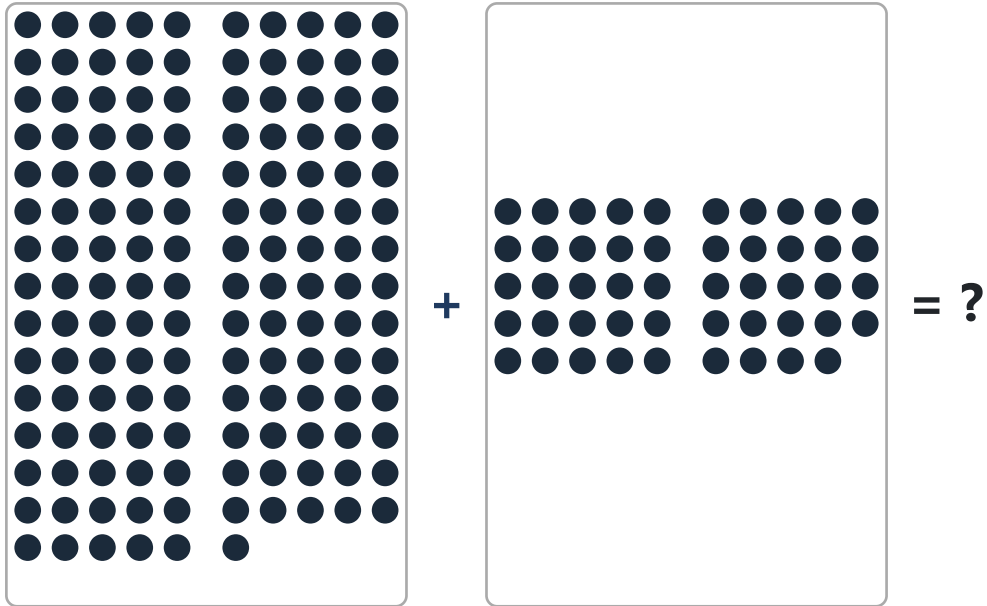 + = ?